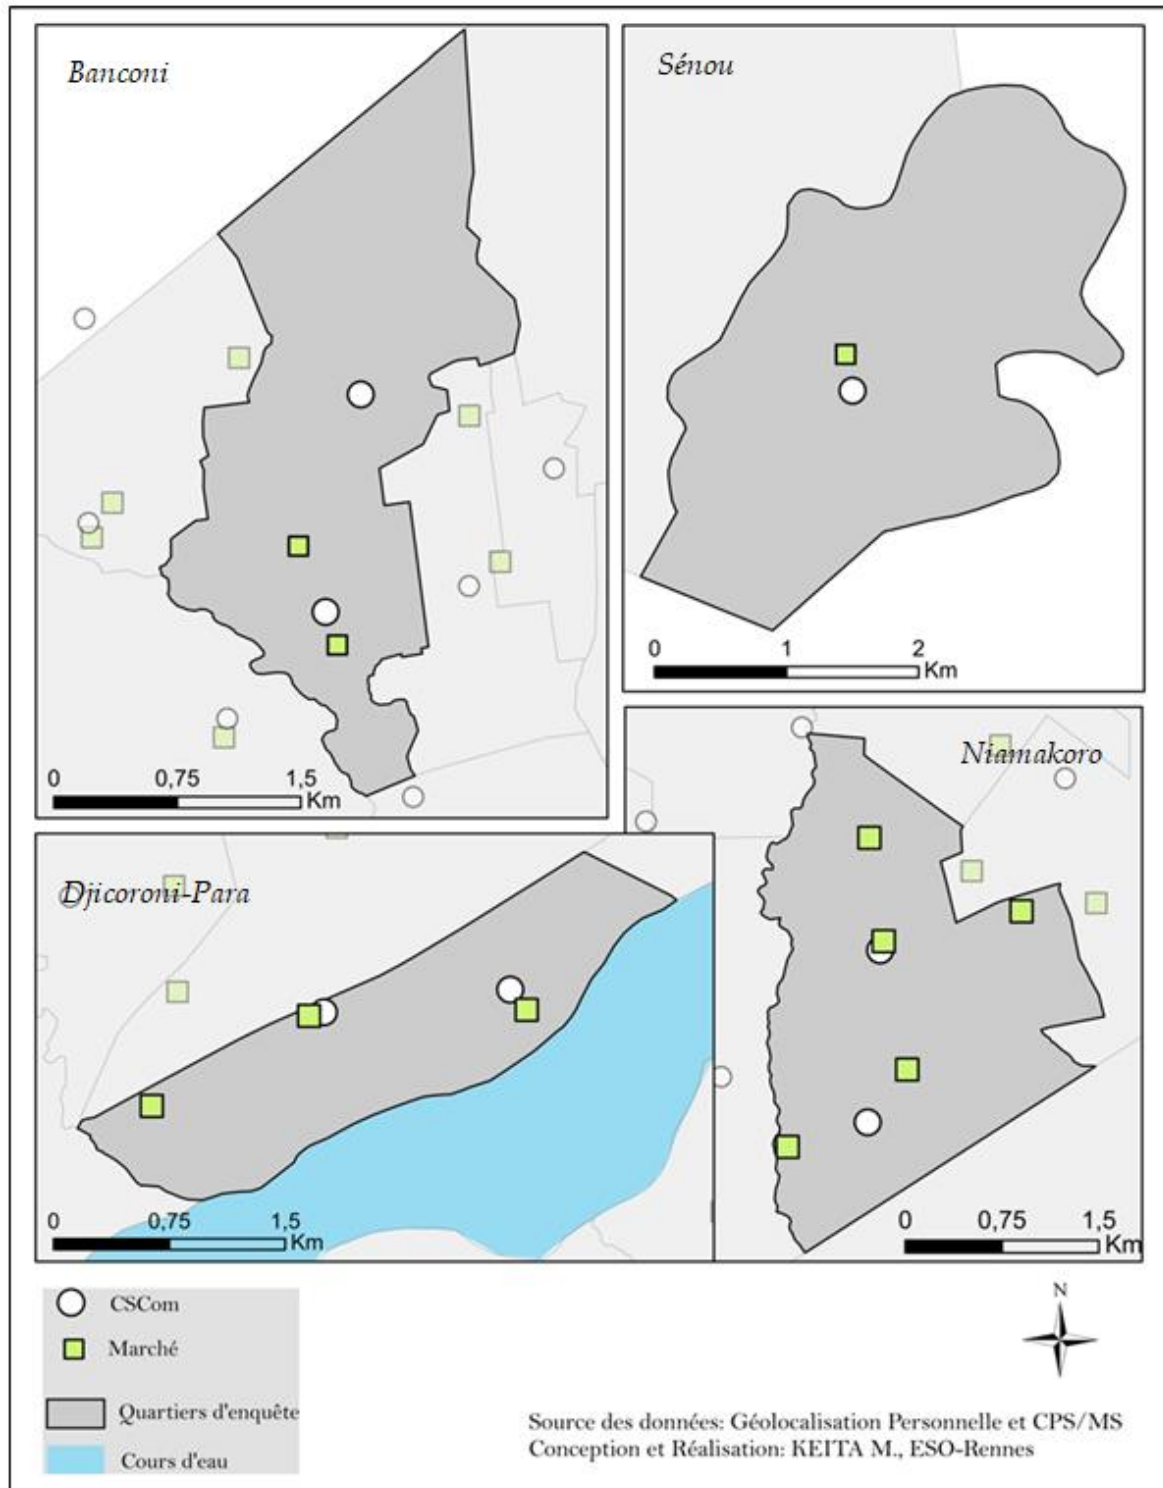 Banconi
Sénou
0 1 2
Km
0 0,75 1,5
Km
Niamakoro
Djicoroni-Para
0 0,75 1,5
Km
0 0,75 1,5
Km
CSCom
Marché
Quartiers d'enquête
Cours d'eau
N
Source des données: Géolocalisation Personnelle et CPS/MS
Conception et Réalisation: KEITA M., ESO-Rennes